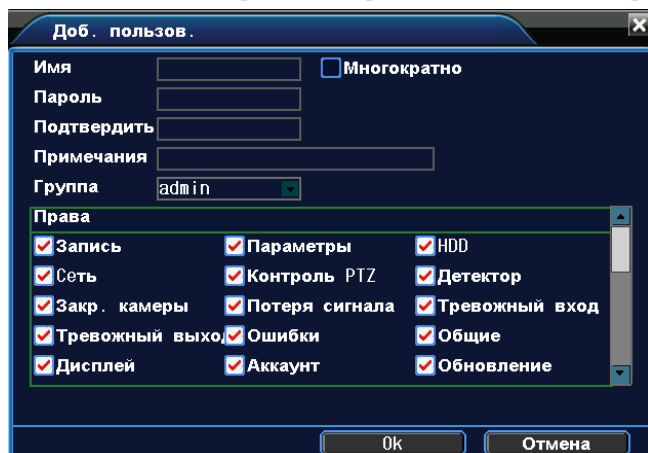 Доб. пользов.
Имя Многократно
Пароль
Подтвердить
Примечания
Группа admin
Права
Запись Параметры HDD
Сеть Контроль PTZ Детектор
Закр. камеры Потеря сигнала Тревожный вход
Тревожный выхо Ошибки Общие
Дисплей Аккаунт Обновление
Ok Отмена